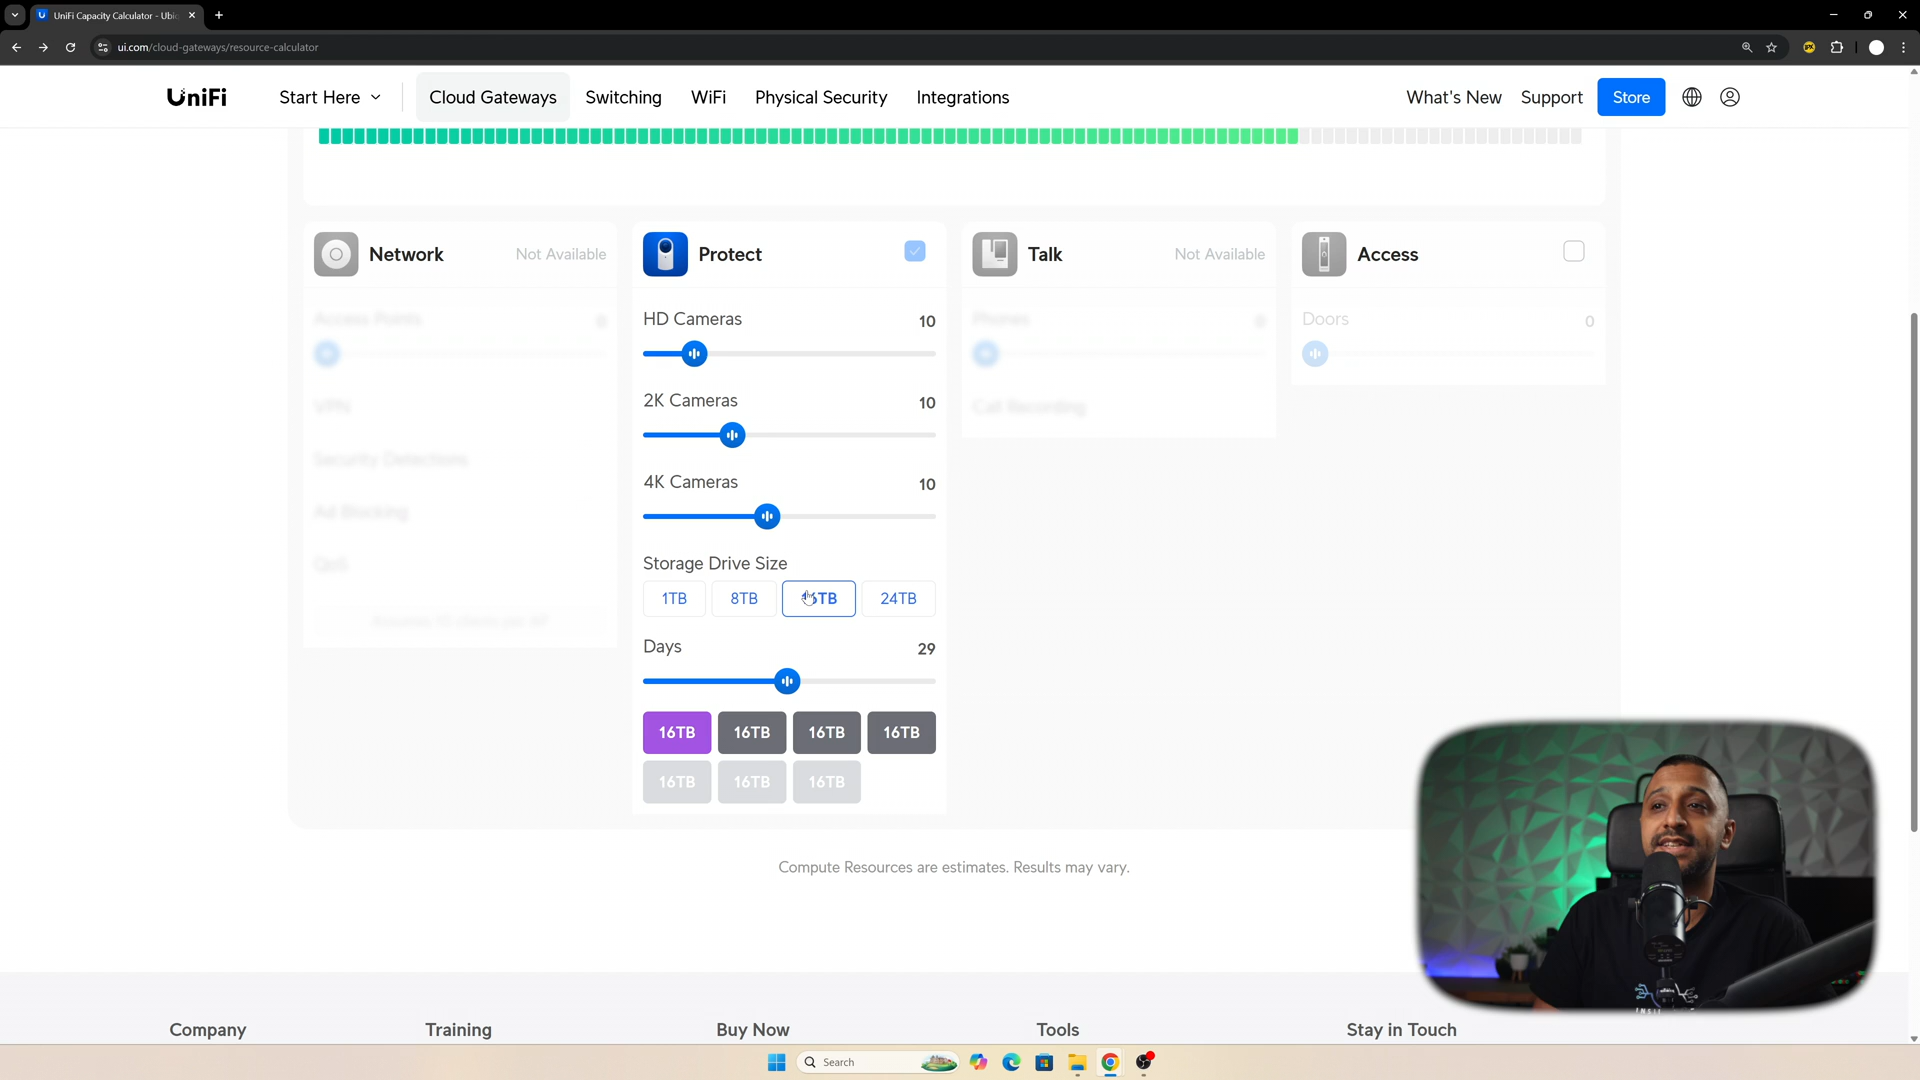 UniFi Capacity Calculator - Ubi
ui.com/cloud-gateways/resource-calculator
UniFi
Start Here
Cloud Gateways
Switching
WiFi
Physical Security
Integrations
What's New
Support
Store
Network
Not Available
Access Points
0
VPN
Security Detections
Ad Blocking
QoS
Protect
HD Cameras
10
2K Cameras
10
4K Cameras
10
Storage Drive Size
1TB
8TB
16TB
24TB
Days
29
16TB
16TB
16TB
16TB
16TB
16TB
16TB
Talk
Not Available
Phones
0
Call Recording
Access
Doors
0
Compute Resources are estimates. Results may vary.
Company
Training
Buy Now
Tools
Stay in Touch
Search